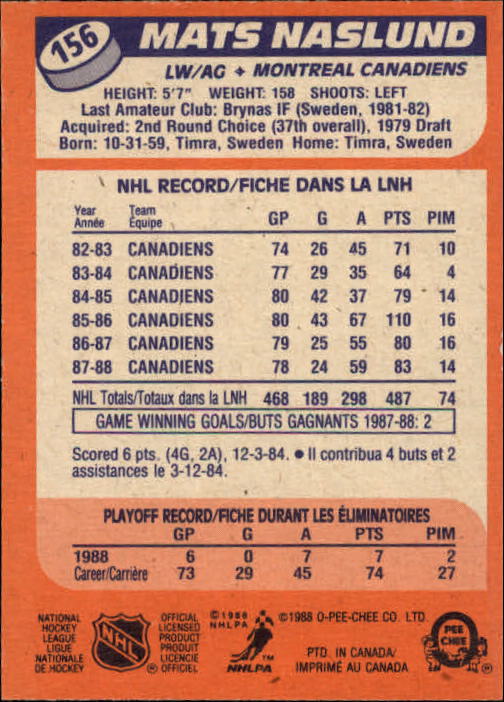 156
MATS NASLUND
LW/AG + MONTREAL CANADIENS
HEIGHT: 5'7" WEIGHT: 158 SHOOTS: LEFT
Last Amateur Club: Brynas IF (Sweden, 1981-82)
Acquired: 2nd Round Choice (37th overall), 1979 Draft
Born: 10-31-59, Timra, Sweden Home: Timra, Sweden
NHL RECORD/FICHE DANS LA LNH
Year Team
Année Équipe GP G A PTS PIM
82-83 CANADIENS 74 26 45 71 10
83-84 CANADIENS 77 29 35 64 4
84-85 CANADIENS 80 42 37 79 14
85-86 CANADIENS 80 43 67 110 16
86-87 CANADIENS 79 25 55 80 16
87-88 CANADIENS 78 24 59 83 14
NHL Totals/Totaux dans la LNH 468 189 298 487 74
GAME WINNING GOALS/BUTS GAGNANTS 1987-88: 2
Scored 6 pts. (4G, 2A), 12-3-84. • Il contribua 4 buts et 2
assistances le 3-12-84.
PLAYOFF RECORD/FICHE DURANT LES ÉLIMINATOIRES
GP G A PTS PIM
1988 6 0 7 7 2
Career/Carrière 73 29 45 74 27
NATIONAL
HOCKEY
LEAGUE
LIGUE
NATIONALE
DE HOCKEY
NHL
OFFICIAL
LICENSED
PRODUCT
PRODUIT
LICENCIE
® OFFICIEL
© 1988
NHLPA
™
NHLPA
© 1988 O-PEE-CHEE CO. LTD.
PTD. IN CANADA/
IMPRIMÉ AU CANADA
O
PEE
CHEE
®